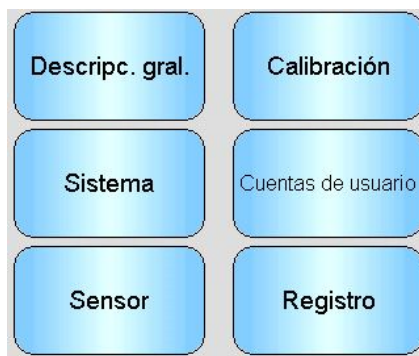 Descripc. gral.
Calibración
Sistema
Cuentas de usuario
Sensor
Registro